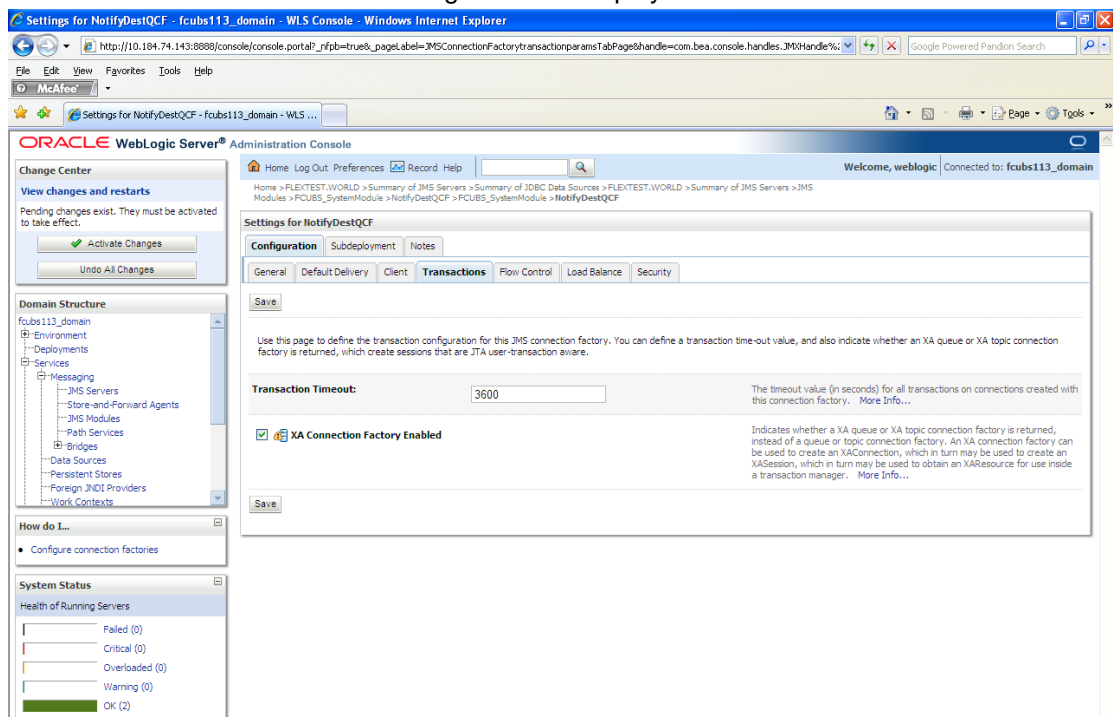 Settings for NotifyDestQCF - fcubs113_domain - WLS Console - Windows Internet Explorer
http://10.184.74.143:8888/console/console.portal?_nfpb=true&_pageLabel=JMSConnectionFactorytransactionparamsTabPage&handle=com.bea.console.handles.JMXHandle%
Google Powered Pandion Search
File Edit View Favorites Tools Help
McAfee
Settings for NotifyDestQCF - fcubs113_domain - WLS ...
Page Tools
ORACLE WebLogic Server® Administration Console
Change Center
View changes and restarts
Pending changes exist. They must be activated
to take effect.
Activate Changes
Undo All Changes
Domain Structure
fcubs113_domain
Environment
Deployments
Services
Messaging
JMS Servers
Store-and-Forward Agents
JMS Modules
Path Services
Bridges
Data Sources
Persistent Stores
Foreign JNDI Providers
Work Contexts
How do I...
Configure connection factories
System Status
Health of Running Servers
Failed (0)
Critical (0)
Overloaded (0)
Warning (0)
OK (2)
Home Log Out Preferences Record Help
Welcome, weblogic Connected to: fcubs113_domain
Home >FLEXTEST.WORLD >Summary of JMS Servers >Summary of JDBC Data Sources >FLEXTEST.WORLD >Summary of JMS Servers >JMS
Modules >FCUBS_SystemModule >NotifyDestQCF >FCUBS_SystemModule >NotifyDestQCF
Settings for NotifyDestQCF
Configuration Subdeployment Notes
General Default Delivery Client Transactions Flow Control Load Balance Security
Save
Use this page to define the transaction configuration for this JMS connection factory. You can define a transaction time-out value, and also indicate whether an XA queue or XA topic connection
factory is returned, which create sessions that are JTA user-transaction aware.
Transaction Timeout:
3600
The timeout value (in seconds) for all transactions on connections created with
this connection factory. More Info...
XA Connection Factory Enabled
Indicates whether a XA queue or XA topic connection factory is returned,
instead of a queue or topic connection factory. An XA connection factory can
be used to create an XAConnection, which in turn may be used to create an
XASession, which in turn may be used to obtain an XAResource for use inside
a transaction manager. More Info...
Save